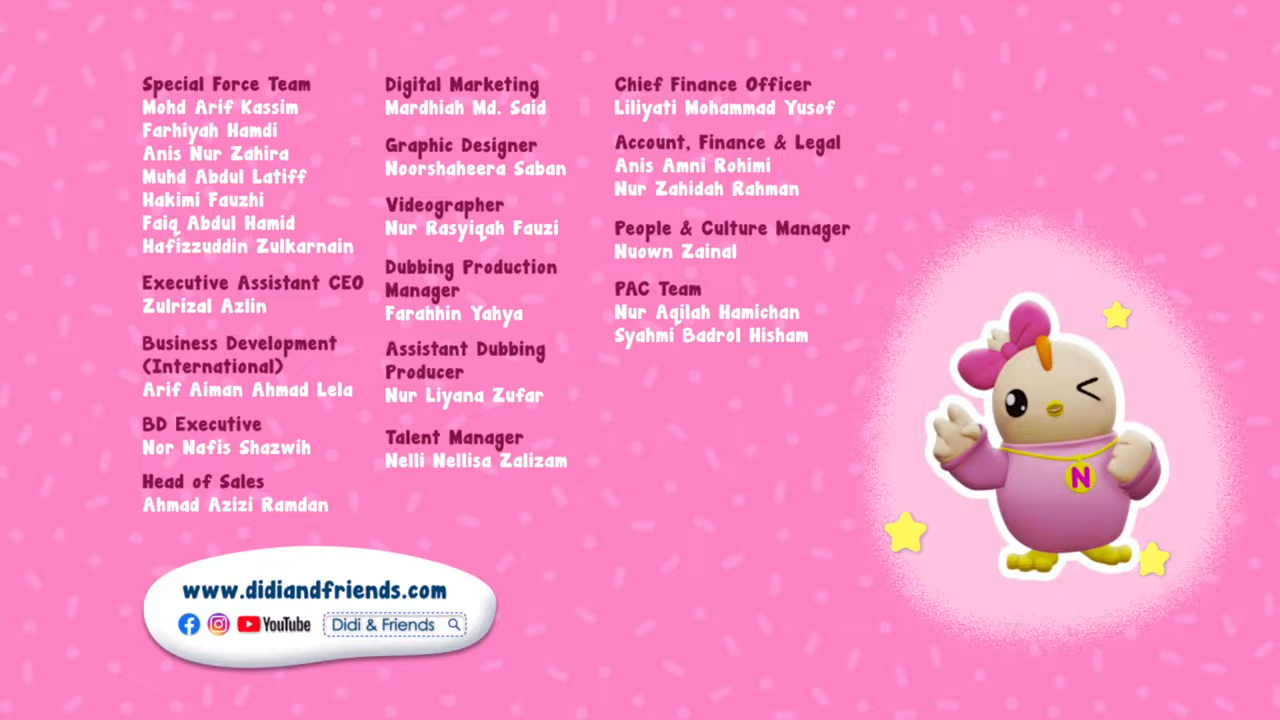 Special Force Team
Mohd Arif Kassim
Farhiyah Hamdi
Anis Nur Zahira
Muhd Abdul Latiff
Hakimi Fauzhi
Faiq Abdul Hamid
Hafizzuddin Zulkarnain
Executive Assistant CEO
Zulrizal Azlin
Business Development
(International)
Arif Aiman Ahmad Lela
BD Executive
Nor Nafis Shazwih
Head of Sales
Ahmad Azizi Ramdan
Digital Marketing
Mardhiah Md. Said
Graphic Designer
Noorshaheera Saban
Videographer
Nur Rasyiqah Fauzi
Dubbing Production
Manager
Farahhin Yahya
Assistant Dubbing
Producer
Nur Liyana Zufar
Talent Manager
Nelli Nellisa Zalizam
Chief Finance Officer
Liliyati Mohammad Yusof
Account, Finance & Legal
Anis Amni Rohimi
Nur Zahidah Rahman
People & Culture Manager
Nuown Zainal
PAC Team
Nur Aqilah Hamichan
Syahmi Badrol Hisham
N
www.didiandfriends.com
YouTube Didi & Friends